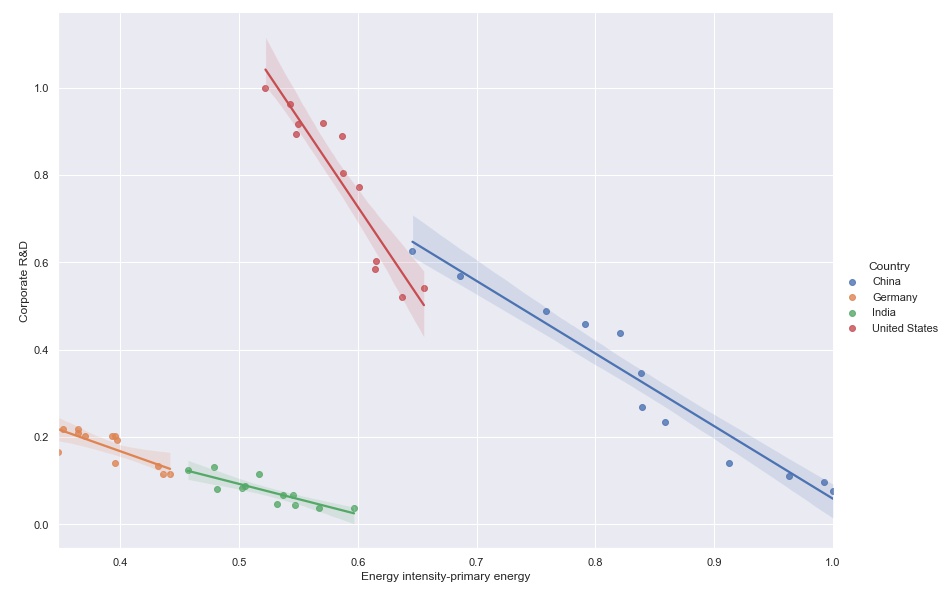 1.0
0.8
0.6
0.4
0.2
0.0
Corporate R&D
0.4 0.5 0.6 0.7 0.8 0.9 1.0
Energy intensity-primary energy
Country
China
Germany
India
United States